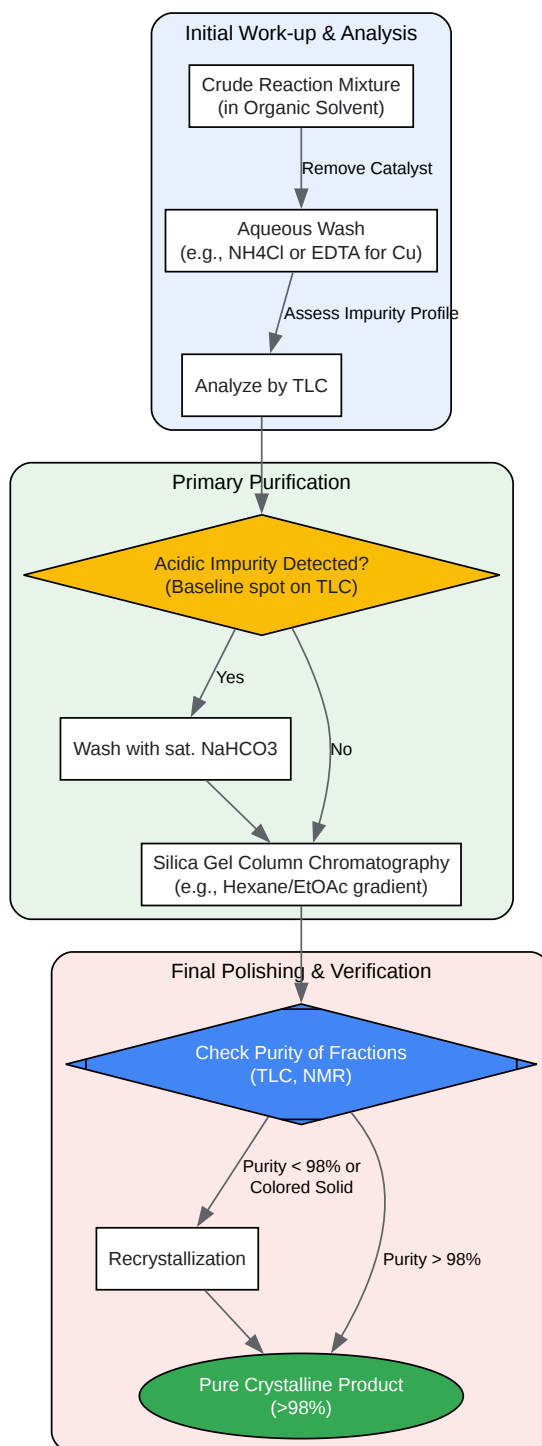 Initial Work-up & Analysis
Crude Reaction Mixture
(in Organic Solvent)
Remove Catalyst
Aqueous Wash
(e.g., NH4Cl or EDTA for Cu)
Assess Impurity Profile
Analyze by TLC
Primary Purification
Acidic Impurity Detected?
(Baseline spot on TLC)
Yes
Wash with sat. NaHCO3
No
Silica Gel Column Chromatography
(e.g., Hexane/EtOAc gradient)
Final Polishing & Verification
Check Purity of Fractions
(TLC, NMR)
Purity < 98% or
Colored Solid
Recrystallization
Purity > 98%
Pure Crystalline Product
(>98%)